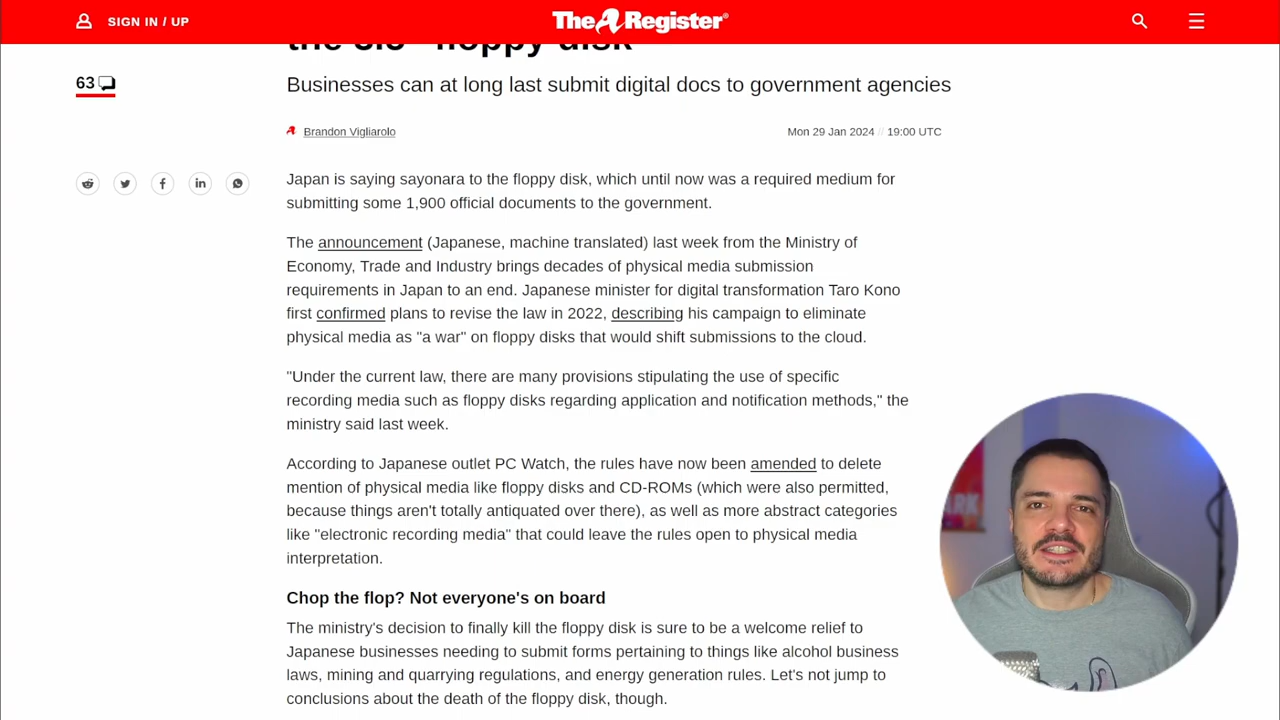 SIGN IN / UP
The Register®
the 3.5" floppy disk
63
Businesses can at long last submit digital docs to government agencies
Brandon Vigliarolo
Mon 29 Jan 2024 // 19:00 UTC
Japan is saying sayonara to the floppy disk, which until now was a required medium for
submitting some 1,900 official documents to the government.
The announcement (Japanese, machine translated) last week from the Ministry of
Economy, Trade and Industry brings decades of physical media submission
requirements in Japan to an end. Japanese minister for digital transformation Taro Kono
first confirmed plans to revise the law in 2022, describing his campaign to eliminate
physical media as "a war" on floppy disks that would shift submissions to the cloud.
"Under the current law, there are many provisions stipulating the use of specific
recording media such as floppy disks regarding application and notification methods," the
ministry said last week.
According to Japanese outlet PC Watch, the rules have now been amended to delete
mention of physical media like floppy disks and CD-ROMs (which were also permitted,
because things aren't totally antiquated over there), as well as more abstract categories
like "electronic recording media" that could leave the rules open to physical media
interpretation.
Chop the flop? Not everyone's on board
The ministry's decision to finally kill the floppy disk is sure to be a welcome relief to
Japanese businesses needing to submit forms pertaining to things like alcohol business
laws, mining and quarrying regulations, and energy generation rules. Let's not jump to
conclusions about the death of the floppy disk, though.